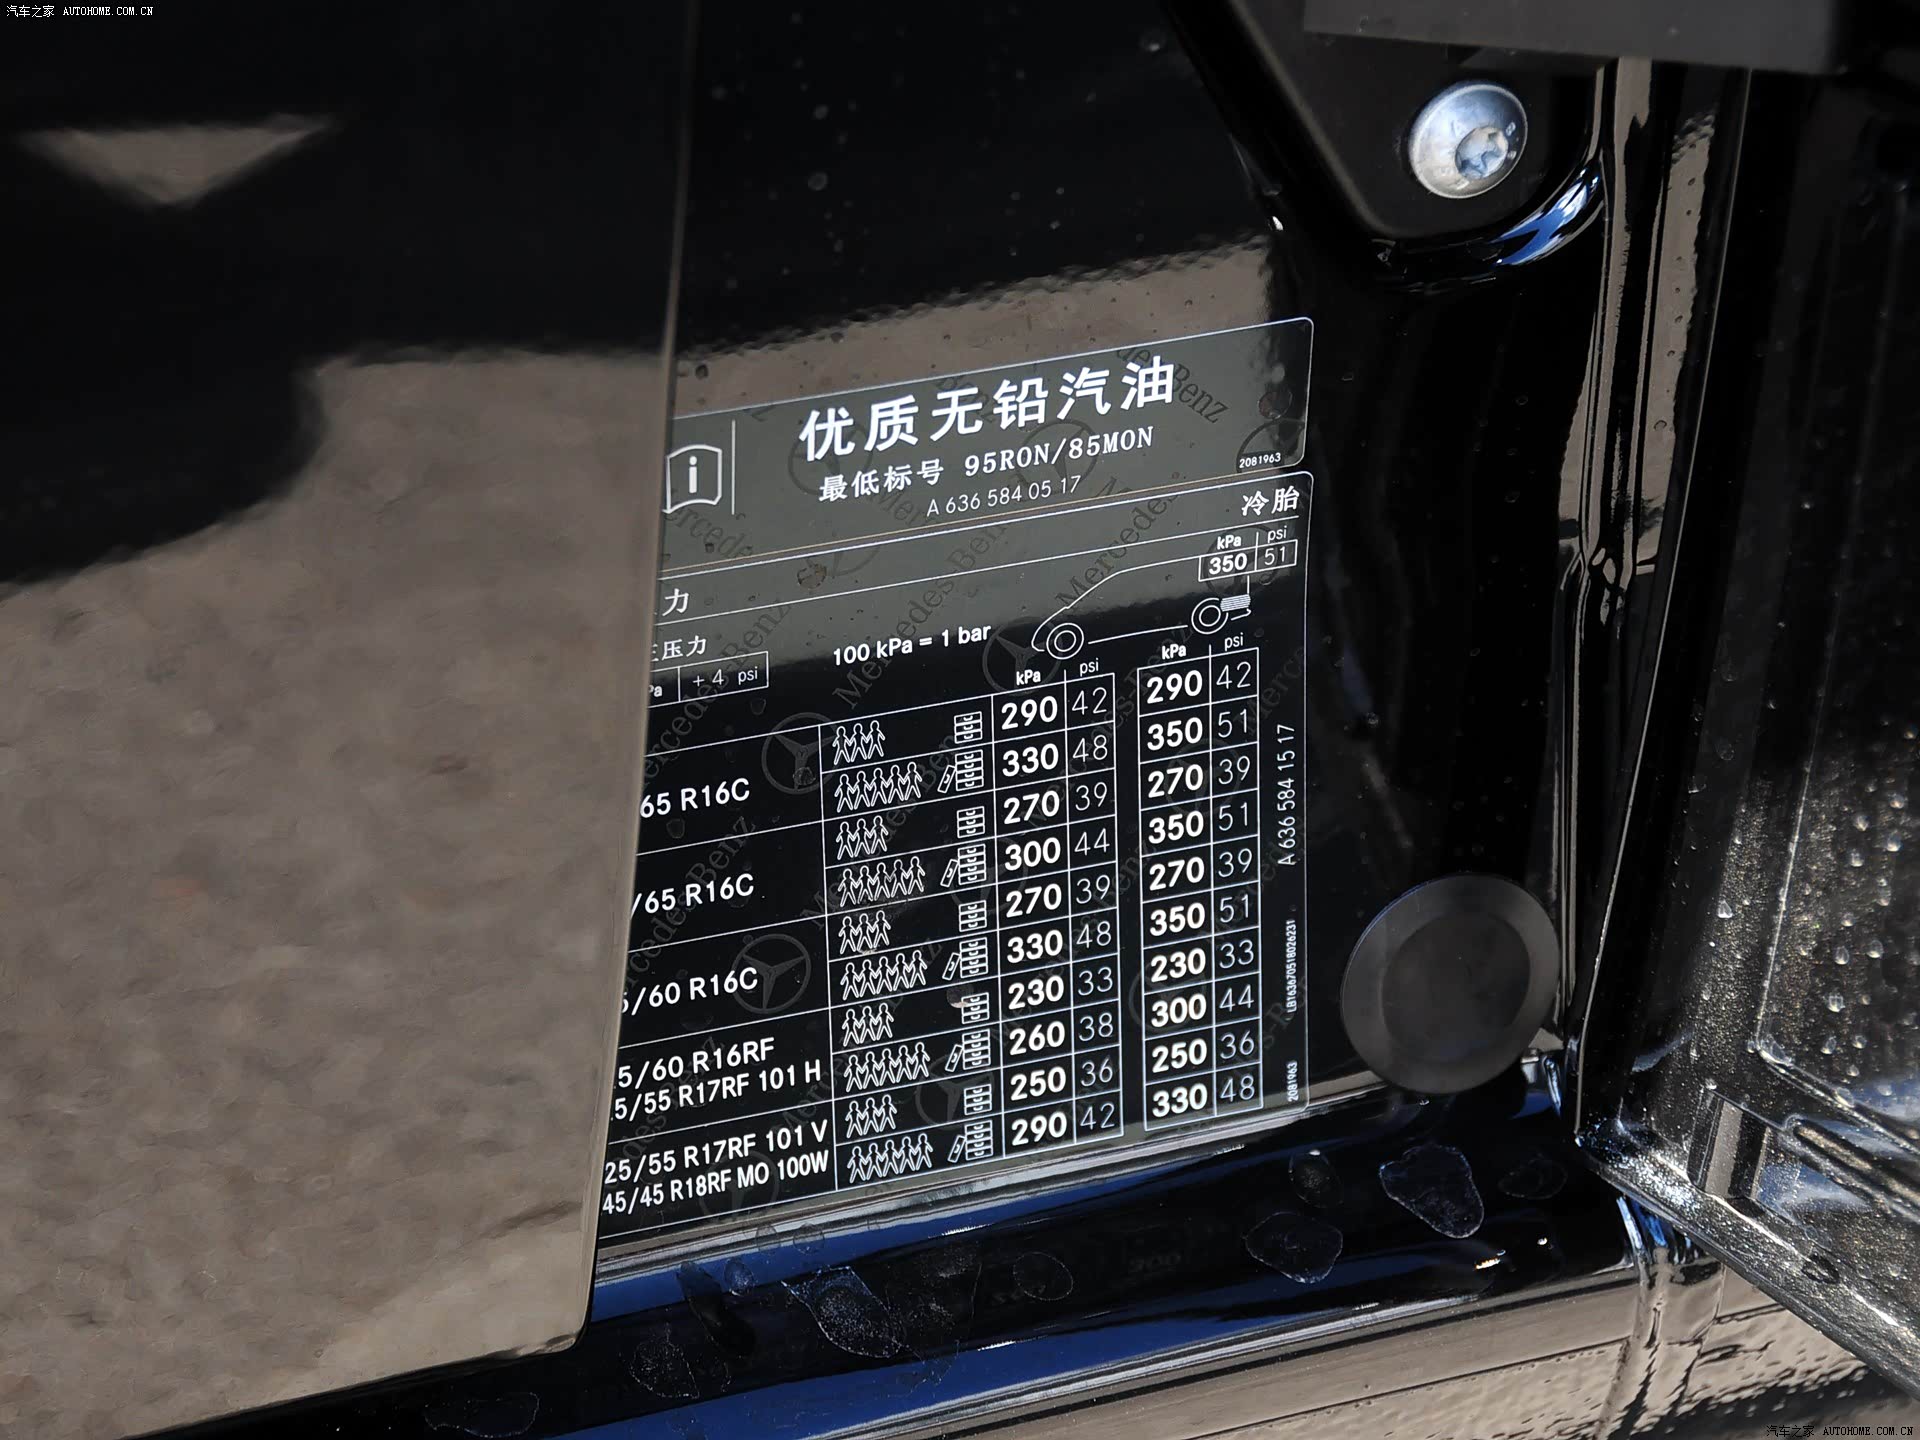 汽车之家 AUTOHOME.COM.CN
优质无铅汽油
最低标号 95RON/85MON
A 636 584 05 17
2081963
冷胎
力
kPa psi
350 51
压力
+ 4 psi
100 kPa = 1 bar
kPa psi kPa psi
290 42 290 42
330 48 350 51
65 R16C
270 39 270 39
300 44 350 51
/65 R16C
270 39 270 39
330 48 350 51
5/60 R16C
230 33 230 33
260 38 300 44
5/60 R16RF
5/55 R17RF 101 H
250 36 250 36
290 42 330 48
25/55 R17RF 101 V
45/45 R18RF MO 100W
A 636 584 15 17
2081963
Mercedes-Benz
汽车之家 AUTOHOME.COM.CN